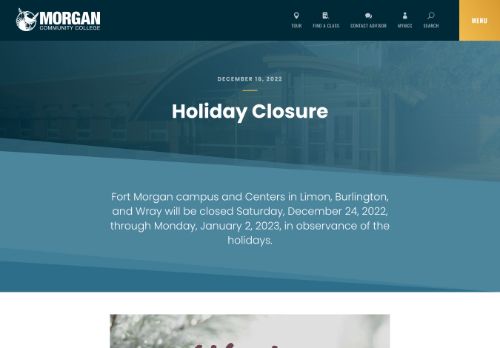 MORGAN
COMMUNITY COLLEGE
TOUR
FIND A CLASS
CONTACT ADVISOR
MYMCC
SEARCH
MENU
DECEMBER 15, 2022
Holiday Closure
Fort Morgan campus and Centers in Limon, Burlington,
and Wray will be closed Saturday, December 24, 2022,
through Monday, January 2, 2023, in observance of the
holidays.